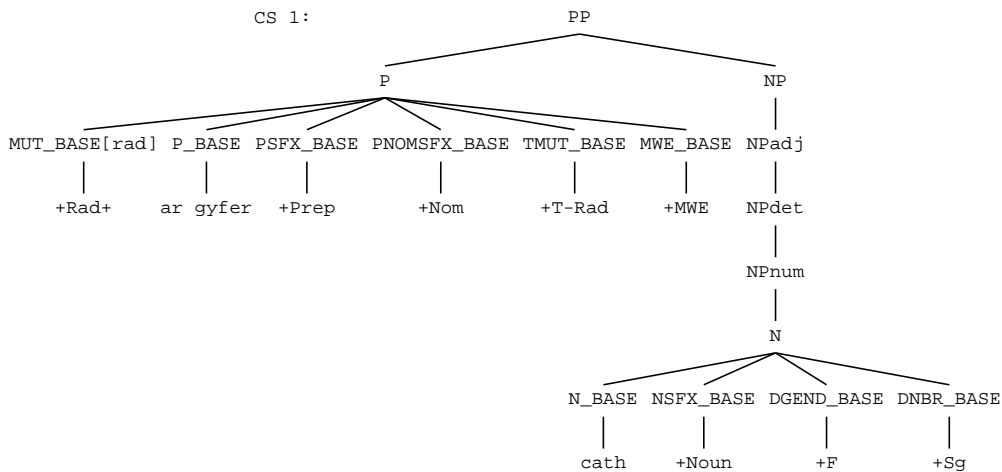 CS 1: PP
P NP
MUT_BASE[rad] P_BASE PSFX_BASE PNOMSFX_BASE TMUT_BASE MWE_BASE NPadj
+Rad+ ar gyfer +Prep +Nom +T-Rad +MWE NPdet
NPnum
N
N_BASE NSFX_BASE DGEND_BASE DNBR_BASE
cath +Noun +F +Sg